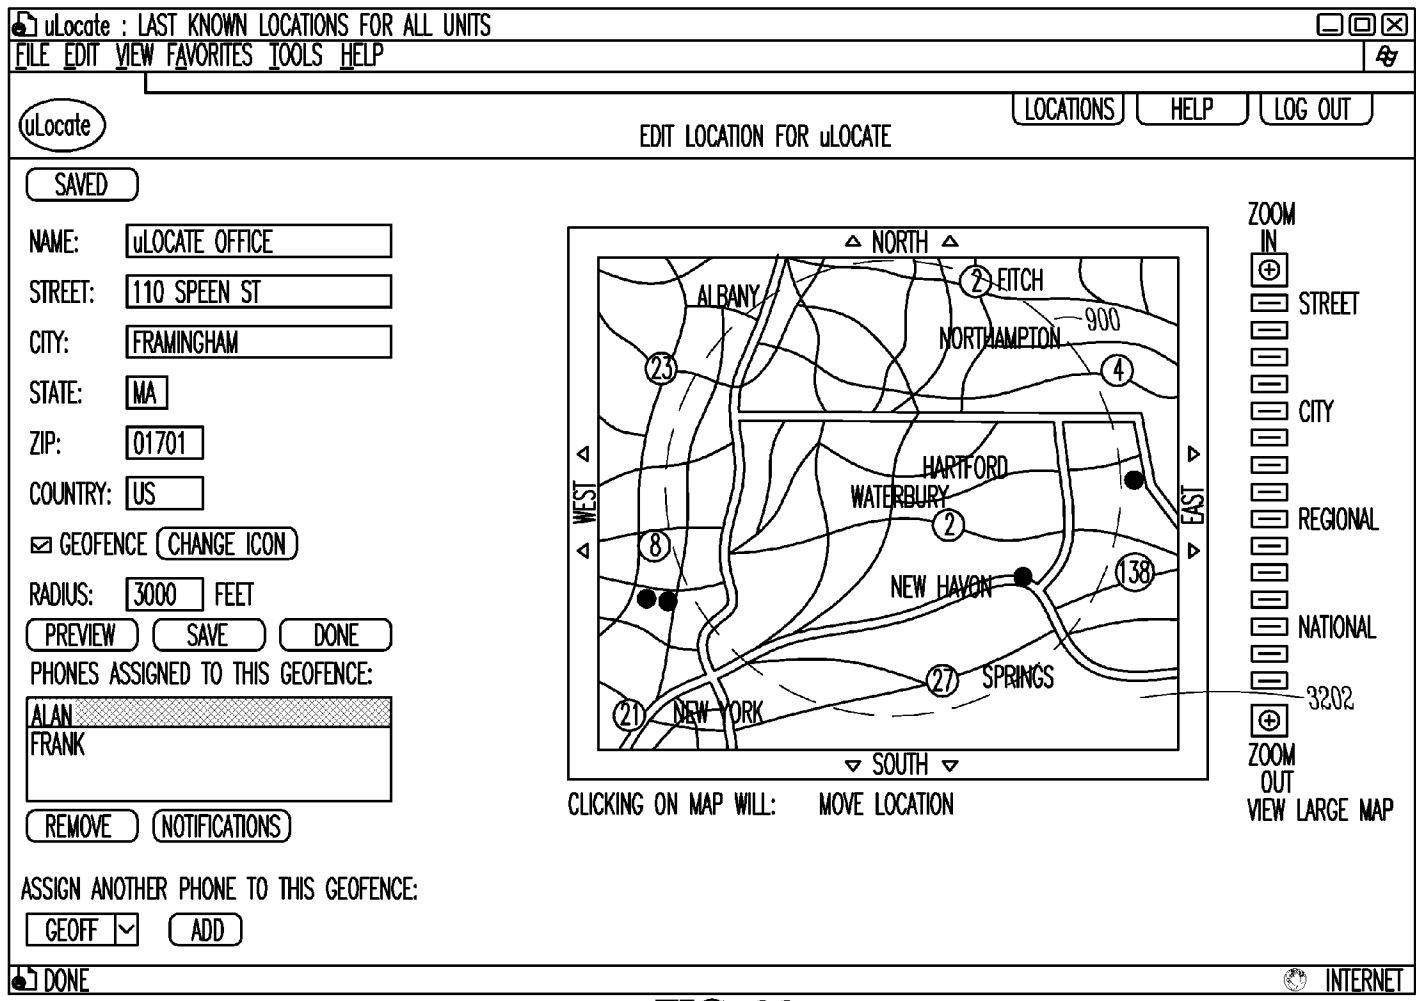 uLocate : LAST KNOWN LOCATIONS FOR ALL UNITS
FILE EDIT VIEW FAVORITES TOOLS HELP
uLocate
EDIT LOCATION FOR uLOCATE
LOCATIONS HELP LOG OUT
SAVED
NAME: uLOCATE OFFICE
STREET: 110 SPEEN ST
CITY: FRAMINGHAM
STATE: MA
ZIP: 01701
COUNTRY: US
GEOFENCE CHANGE ICON
RADIUS: 3000 FEET
PREVIEW SAVE DONE
PHONES ASSIGNED TO THIS GEOFENCE:
ALAN
FRANK
REMOVE NOTIFICATIONS
ASSIGN ANOTHER PHONE TO THIS GEOFENCE:
GEOFF ADD
NORTH
2 FITCH
ALBANY
900
NORTHAMPTON
23
4
HARTFORD
WATERBURY
2
WEST
EAST
8
138
NEW HAVON
27 SPRINGS
21 NEW YORK
3202
SOUTH
CLICKING ON MAP WILL: MOVE LOCATION
ZOOM
IN
STREET
CITY
REGIONAL
NATIONAL
ZOOM
OUT
VIEW LARGE MAP
DONE
INTERNET